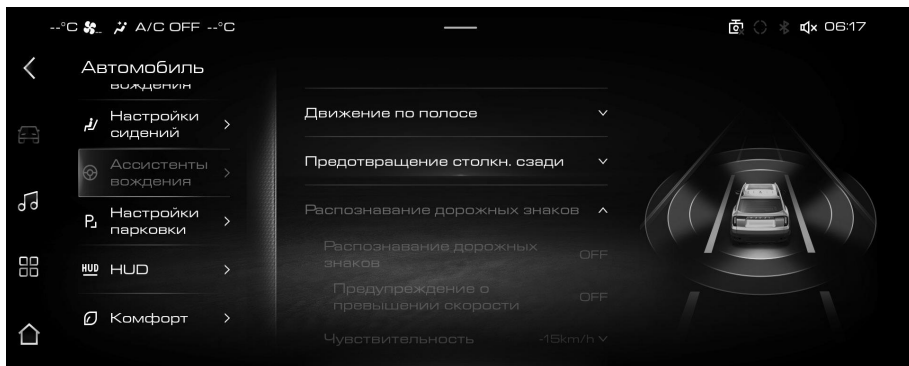 --°C A/C OFF --°C
06:17
Автомобиль
вождения
Настройки
сидений
Ассистенты
вождения
Настройки
парковки
HUD HUD
Комфорт
Движение по полосе
Предотвращение столкн. сзади
Распознавание дорожных знаков
Распознавание дорожных
знаков
OFF
Предупреждение о
превышении скорости
OFF
Чувствительность -15km/h